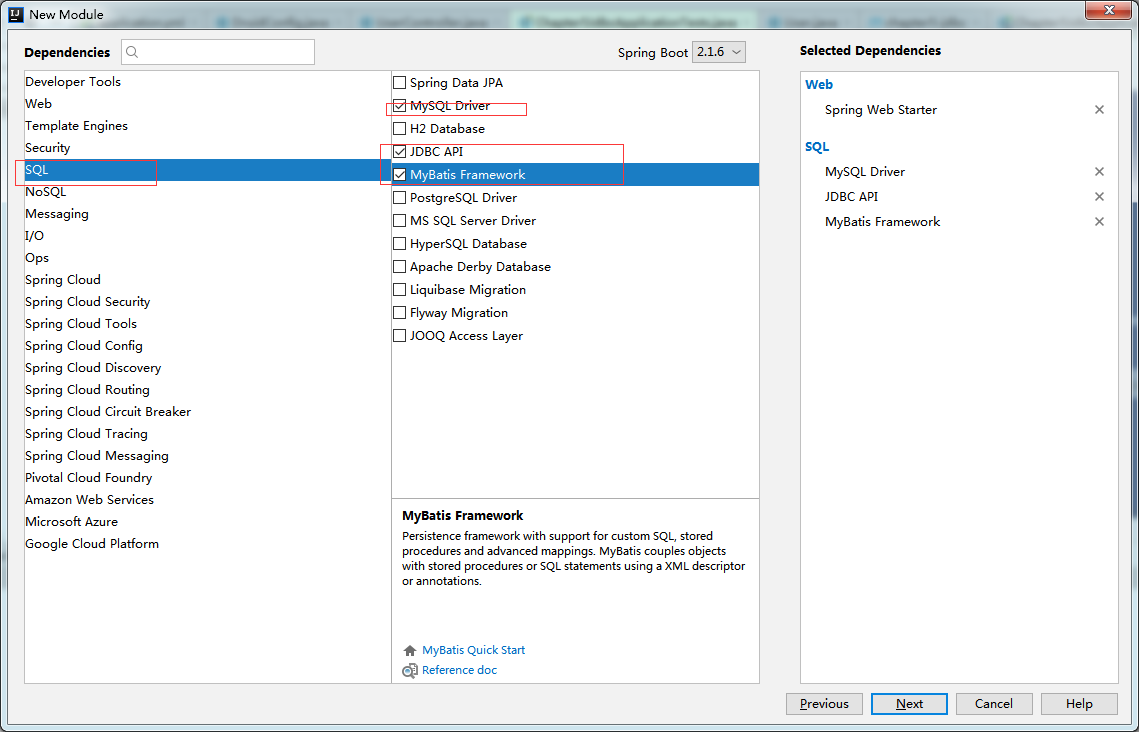 New Module
Dependencies
Spring Boot 2.1.6
Selected Dependencies
Developer Tools
Web
Template Engines
Security
SQL
NoSQL
Messaging
I/O
Ops
Spring Cloud
Spring Cloud Security
Spring Cloud Tools
Spring Cloud Config
Spring Cloud Discovery
Spring Cloud Routing
Spring Cloud Circuit Breaker
Spring Cloud Tracing
Spring Cloud Messaging
Pivotal Cloud Foundry
Amazon Web Services
Microsoft Azure
Google Cloud Platform
Spring Data JPA
MySQL Driver
H2 Database
JDBC API
MyBatis Framework
PostgreSQL Driver
MS SQL Server Driver
HyperSQL Database
Apache Derby Database
Liquibase Migration
Flyway Migration
JOOQ Access Layer
MyBatis Framework
Persistence framework with support for custom SQL, stored
procedures and advanced mappings. MyBatis couples objects
with stored procedures or SQL statements using a XML descriptor
or annotations.
MyBatis Quick Start
Reference doc
Web
Spring Web Starter
SQL
MySQL Driver
JDBC API
MyBatis Framework
Previous
Next
Cancel
Help